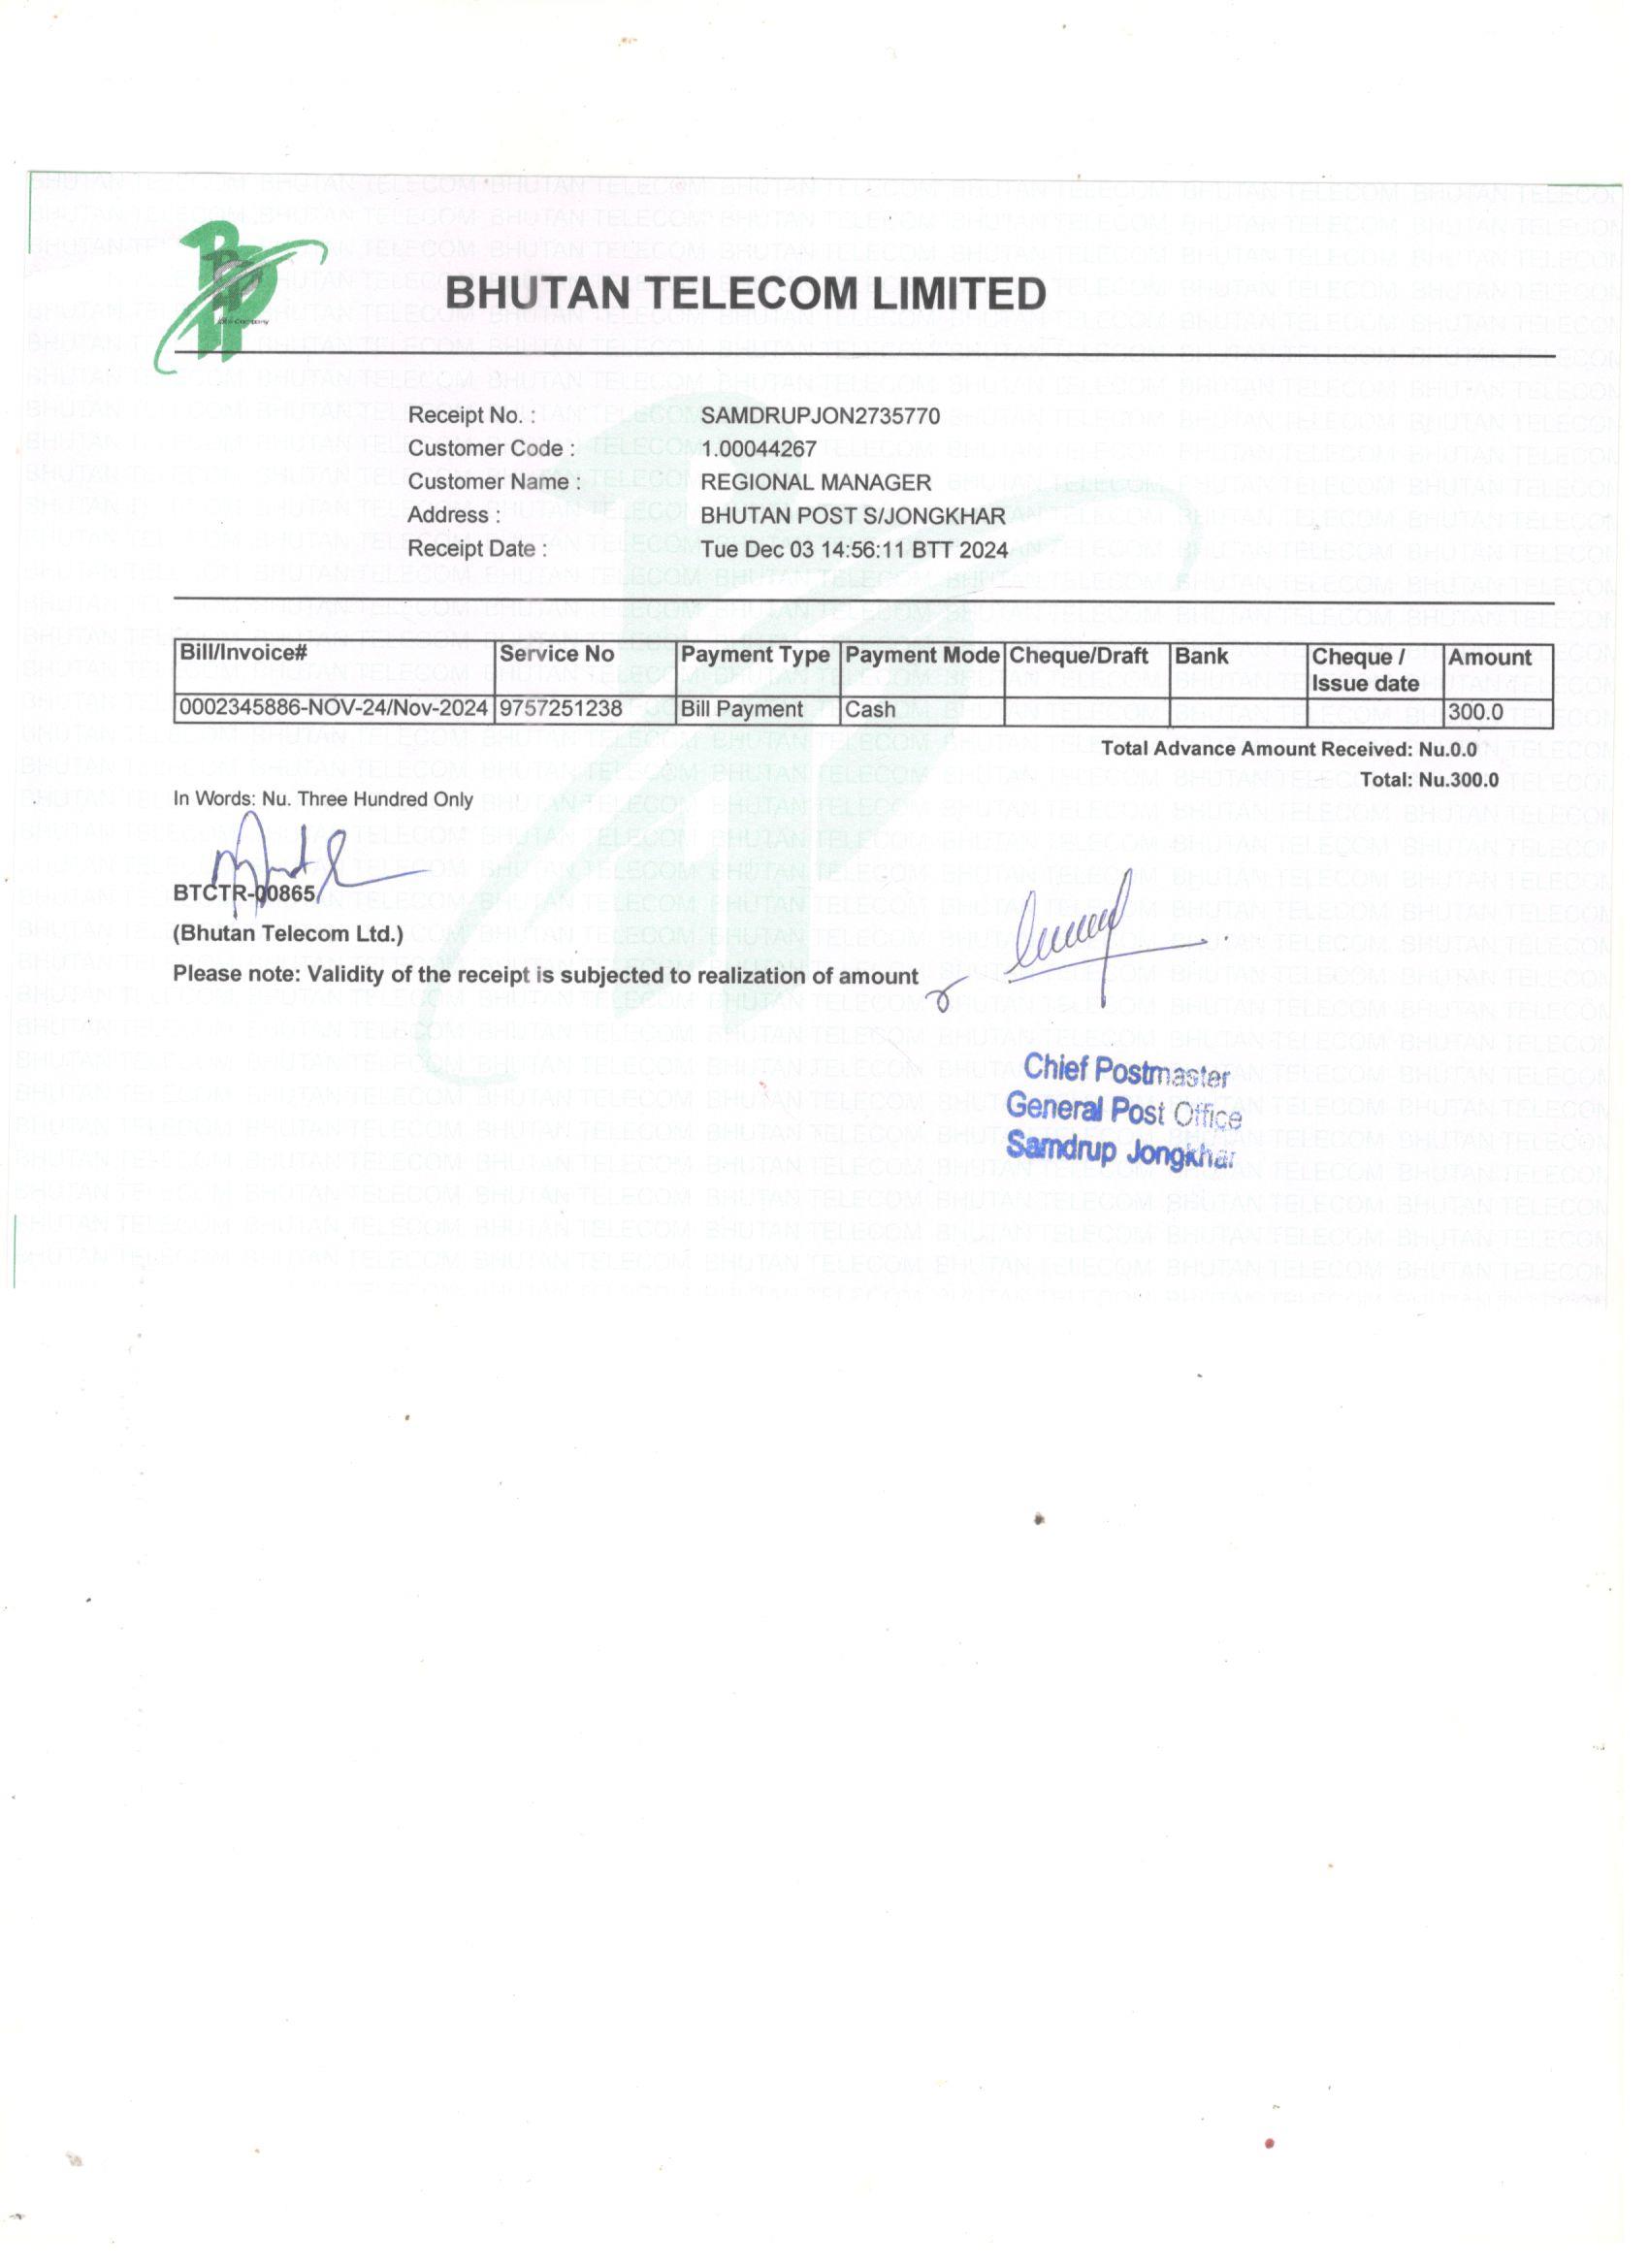 BHUTAN TELECOM LIMITED
Receipt No. : SAMDRUPJON2735770
Customer Code : 1.00044267
Customer Name : REGIONAL MANAGER
Address : BHUTAN POST S/JONGKHAR
Receipt Date : Tue Dec 03 14:56:11 BTT 2024
Bill/Invoice# Service No Payment Type Payment Mode Cheque/Draft Bank Cheque / Issue date Amount
0002345886-NOV-24/Nov-2024 9757251238 Bill Payment Cash 300.0
Total Advance Amount Received: Nu.0.0
Total: Nu.300.0
In Words: Nu. Three Hundred Only
BTCTR-00865
(Bhutan Telecom Ltd.)
Please note: Validity of the receipt is subjected to realization of amount
Chief Postmaster
General Post Office
Samdrup Jongkhar